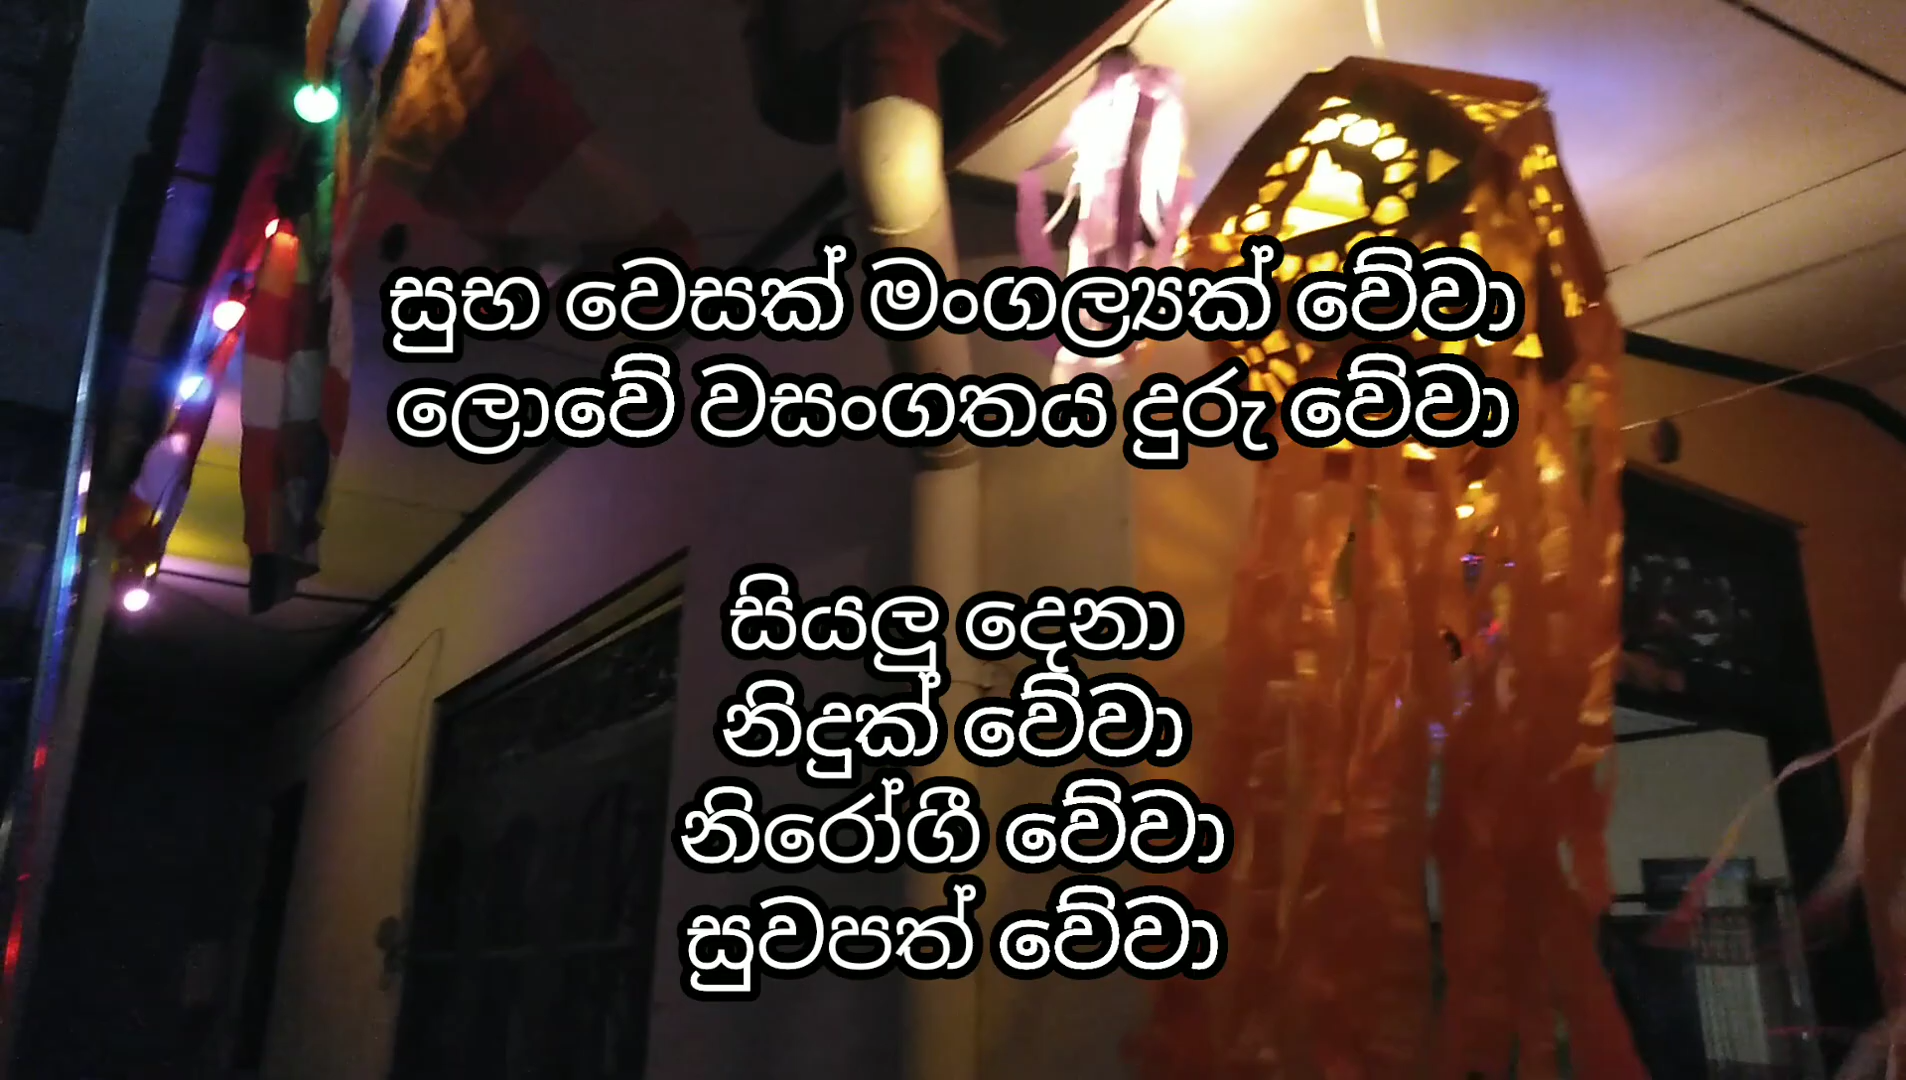 සුභ වෙසක් මංගල්‍යක් වේවා
ලොවේ වසංගතය දුරු වේවා
සියලු දෙනා
නිදුක් වේවා
නිරෝගී වේවා
සුවපත් වේවා